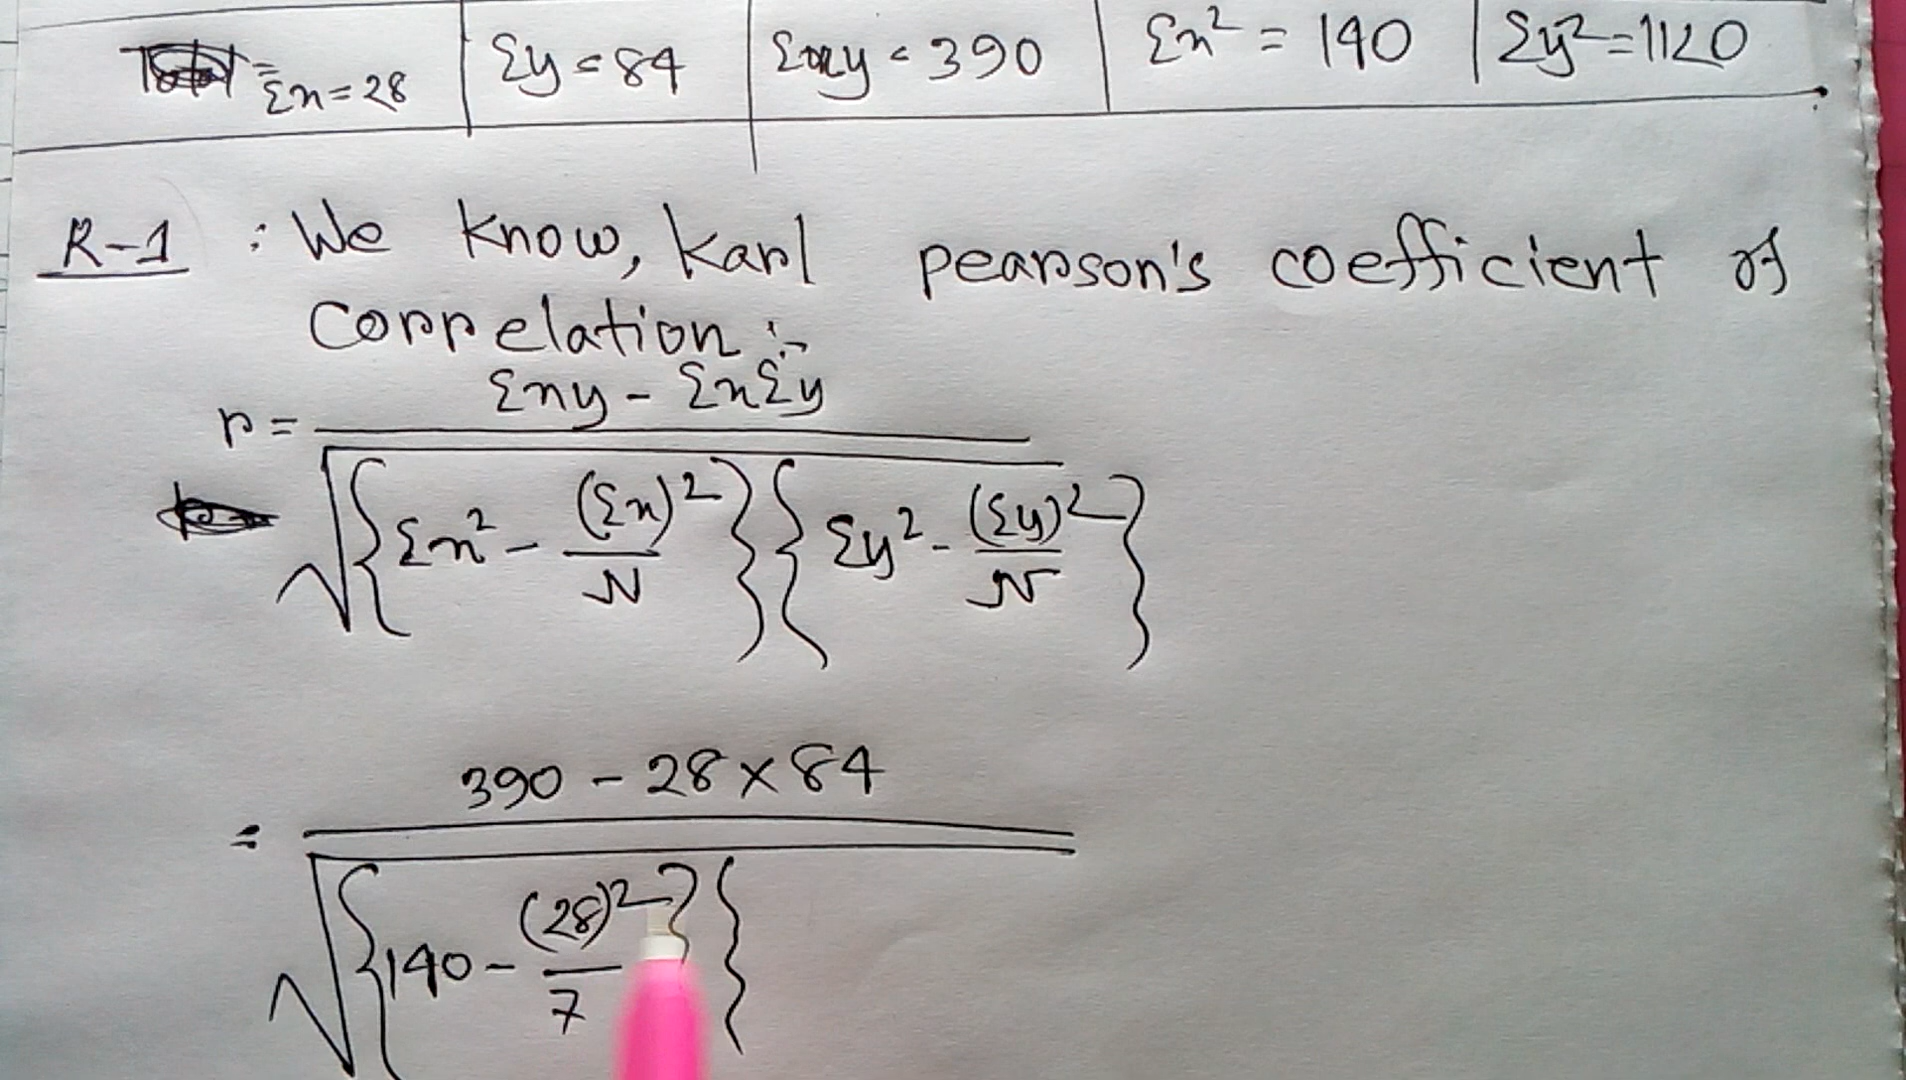 Σx=28 Σy=84 Σxy=390 Σx²=140 Σy²=1120
R-1 : We know, Karl pearson's coefficient of
correlation :-
r = (Σxy - ΣxΣy) / √{Σx² - (Σx)²/N}{Σy² - (Σy)²/N}
= (390 - 28×84) / √{140 - (28)²/7}{